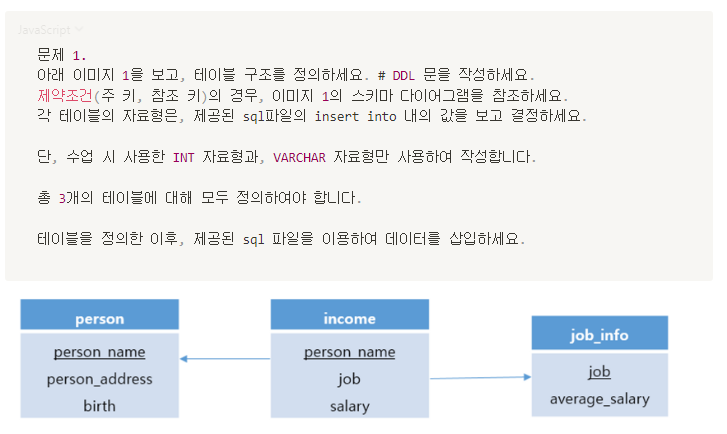 JavaScript
문제 1.
아래 이미지 1을 보고, 테이블 구조를 정의하세요. # DDL 문을 작성하세요.
제약조건(주 키, 참조 키)의 경우, 이미지 1의 스키마 다이어그램을 참조하세요.
각 테이블의 자료형은, 제공된 sql파일의 insert into 내의 값을 보고 결정하세요.
단, 수업 시 사용한 INT 자료형과, VARCHAR 자료형만 사용하여 작성합니다.
총 3개의 테이블에 대해 모두 정의하여야 합니다.
테이블을 정의한 이후, 제공된 sql 파일을 이용하여 데이터를 삽입하세요.
person
person_name
person_address
birth
income
person_name
job
salary
job_info
job
average_salary